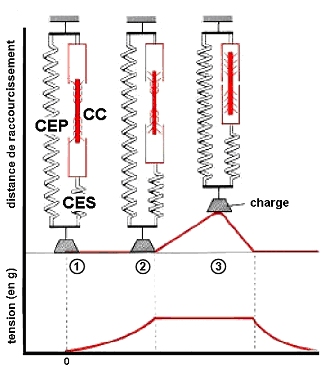 distance de raccourcissement
CEP
CC
CES
charge
1
2
3
tension (en g)
0